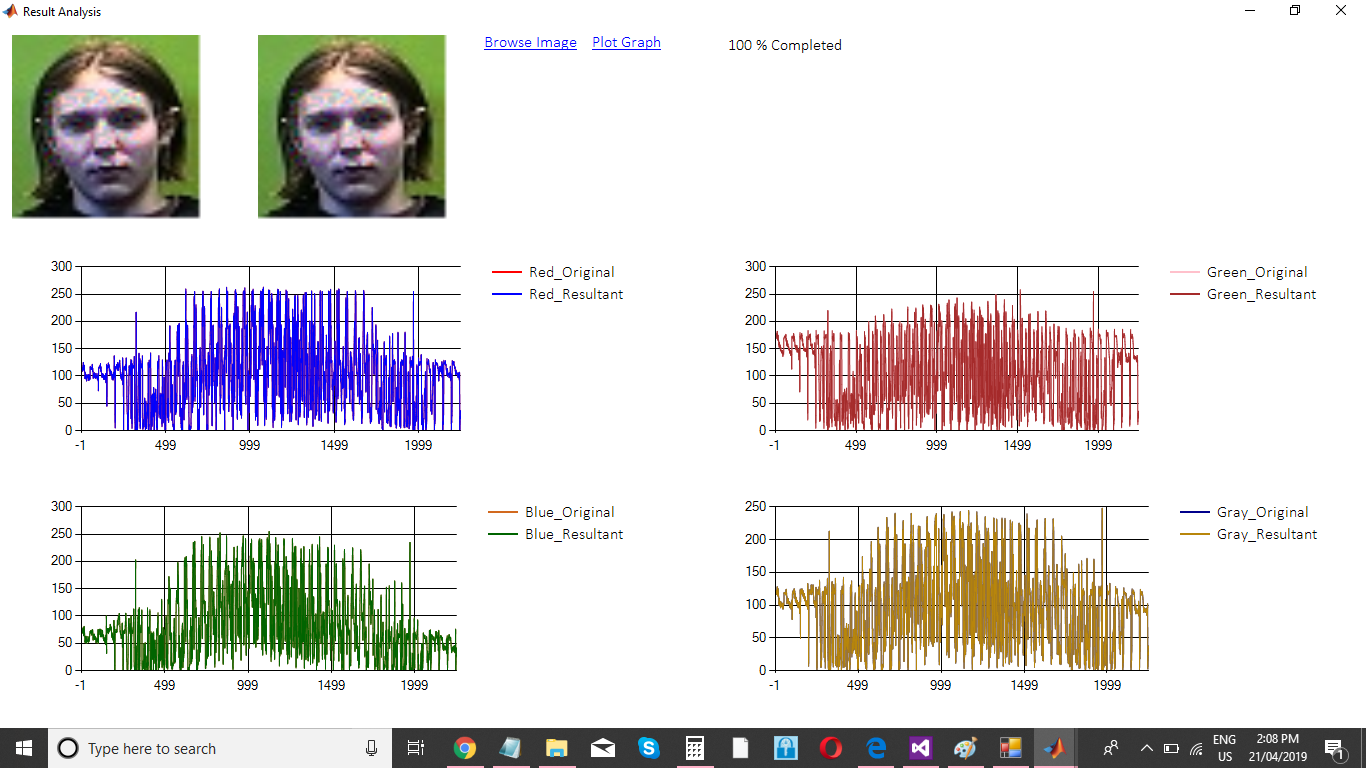 Result Analysis
Browse Image Plot Graph 100 % Completed
300
250
200
150
100
50
0
-1 499 999 1499 1999
Red_Original
Red_Resultant
300
250
200
150
100
50
0
-1 499 999 1499 1999
Green_Original
Green_Resultant
300
250
200
150
100
50
0
-1 499 999 1499 1999
Blue_Original
Blue_Resultant
250
200
150
100
50
0
-1 499 999 1499 1999
Gray_Original
Gray_Resultant
Type here to search
ENG
US
2:08 PM
21/04/2019
1